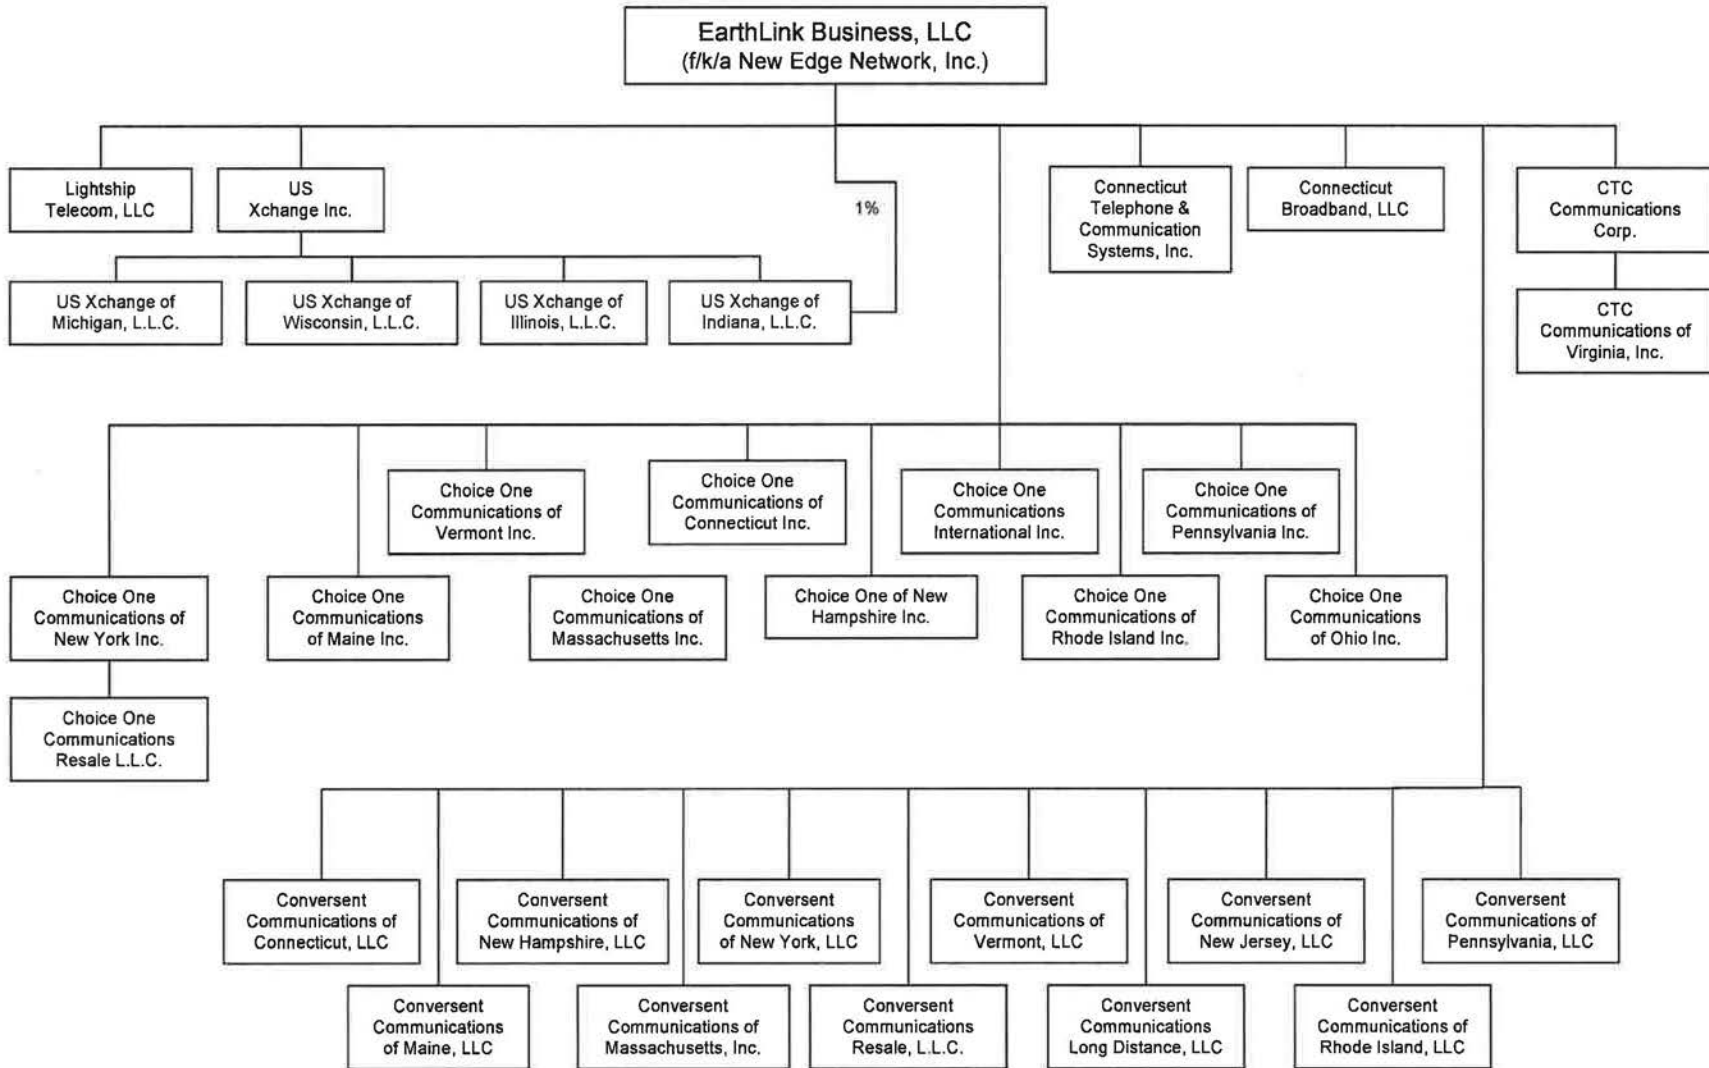 EarthLink Business, LLC
(f/k/a New Edge Network, Inc.)
Lightship
Telecom, LLC
US
Xchange Inc.
1%
Connecticut
Telephone &
Communication
Systems, Inc.
Connecticut
Broadband, LLC
CTC
Communications
Corp.
US Xchange of
Michigan, L.L.C.
US Xchange of
Wisconsin, L.L.C.
US Xchange of
Illinois, L.L.C.
US Xchange of
Indiana, L.L.C.
CTC
Communications of
Virginia, Inc.
Choice One
Communications of
Vermont Inc.
Choice One
Communications of
Connecticut Inc.
Choice One
Communications
International Inc.
Choice One
Communications of
Pennsylvania Inc.
Choice One
Communications of
New York Inc.
Choice One
Communications
of Maine Inc.
Choice One
Communications of
Massachusetts Inc.
Choice One of New
Hampshire Inc.
Choice One
Communications of
Rhode Island Inc.
Choice One
Communications
of Ohio Inc.
Choice One
Communications
Resale L.L.C.
Conversent
Communications of
Connecticut, LLC
Conversent
Communications of
New Hampshire, LLC
Conversent
Communications
of New York, LLC
Conversent
Communications of
Vermont, LLC
Conversent
Communications of
New Jersey, LLC
Conversent
Communications of
Pennsylvania, LLC
Conversent
Communications
of Maine, LLC
Conversent
Communications of
Massachusetts, Inc.
Conversent
Communications
Resale, L.L.C.
Conversent
Communications
Long Distance, LLC
Conversent
Communications of
Rhode Island, LLC